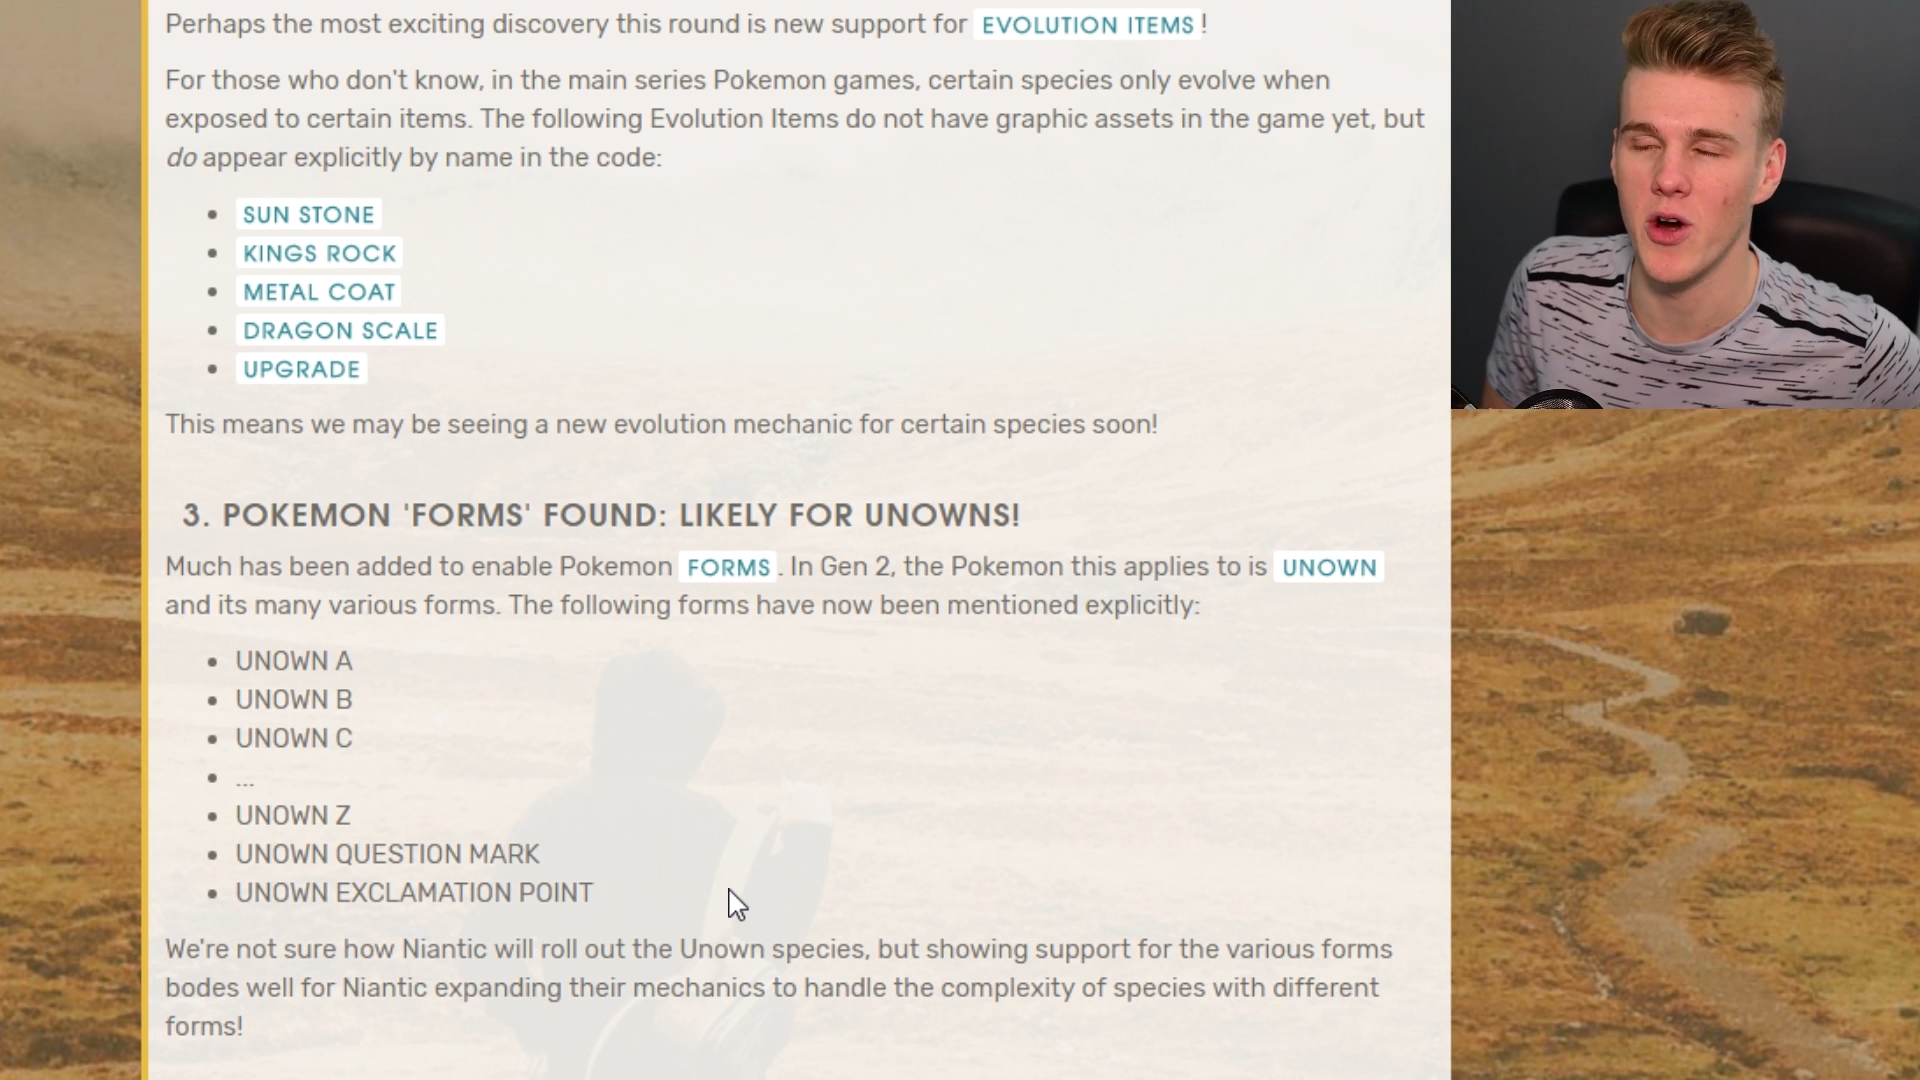 Perhaps the most exciting discovery this round is new support for EVOLUTION ITEMS!
For those who don't know, in the main series Pokemon games, certain species only evolve when
exposed to certain items. The following Evolution Items do not have graphic assets in the game yet, but
do appear explicitly by name in the code:
SUN STONE
KINGS ROCK
METAL COAT
DRAGON SCALE
UPGRADE
This means we may be seeing a new evolution mechanic for certain species soon!
3. POKEMON 'FORMS' FOUND: LIKELY FOR UNOWNS!
Much has been added to enable Pokemon FORMS. In Gen 2, the Pokemon this applies to is UNOWN
and its many various forms. The following forms have now been mentioned explicitly:
UNOWN A
UNOWN B
UNOWN C
...
UNOWN Z
UNOWN QUESTION MARK
UNOWN EXCLAMATION POINT
We're not sure how Niantic will roll out the Unown species, but showing support for the various forms
bodes well for Niantic expanding their mechanics to handle the complexity of species with different
forms!